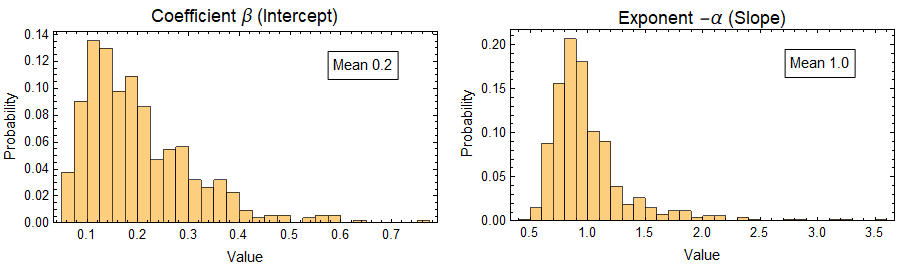 Coefficient β (Intercept)
Mean 0.2
Probability
0.14
0.12
0.10
0.08
0.06
0.04
0.02
0.00
0.1 0.2 0.3 0.4 0.5 0.6 0.7
Value
Exponent −α (Slope)
Mean 1.0
Probability
0.20
0.15
0.10
0.05
0.00
0.5 1.0 1.5 2.0 2.5 3.0 3.5
Value